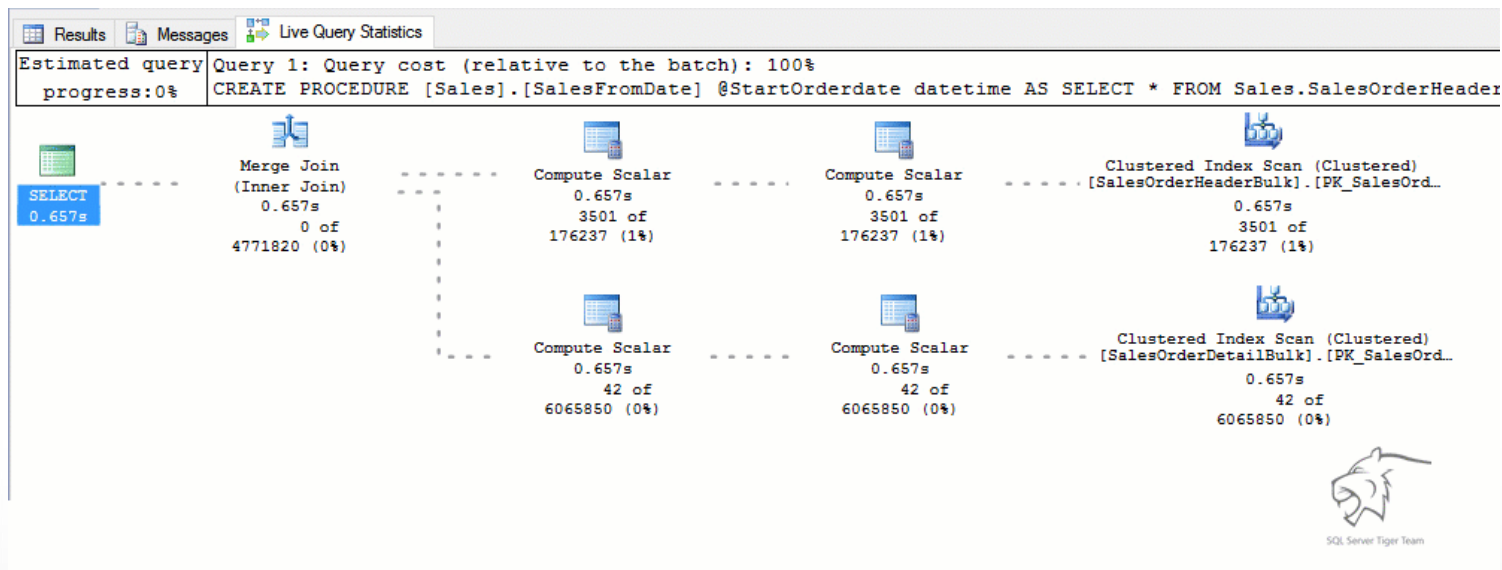 Results Messages Live Query Statistics
Estimated query
progress:0%
Query 1: Query cost (relative to the batch): 100%
CREATE PROCEDURE [Sales].[SalesFromDate] @StartOrderdate datetime AS SELECT * FROM Sales.SalesOrderHeader
SELECT
0.657s
Merge Join
(Inner Join)
0.657s
0 of
4771820 (0%)
Compute Scalar
0.657s
3501 of
176237 (1%)
Compute Scalar
0.657s
3501 of
176237 (1%)
Clustered Index Scan (Clustered)
[SalesOrderHeaderBulk].[PK_SalesOrd…
0.657s
3501 of
176237 (1%)
Compute Scalar
0.657s
42 of
6065850 (0%)
Compute Scalar
0.657s
42 of
6065850 (0%)
Clustered Index Scan (Clustered)
[SalesOrderDetailBulk].[PK_SalesOrd…
0.657s
42 of
6065850 (0%)
SQL Server Tiger Team